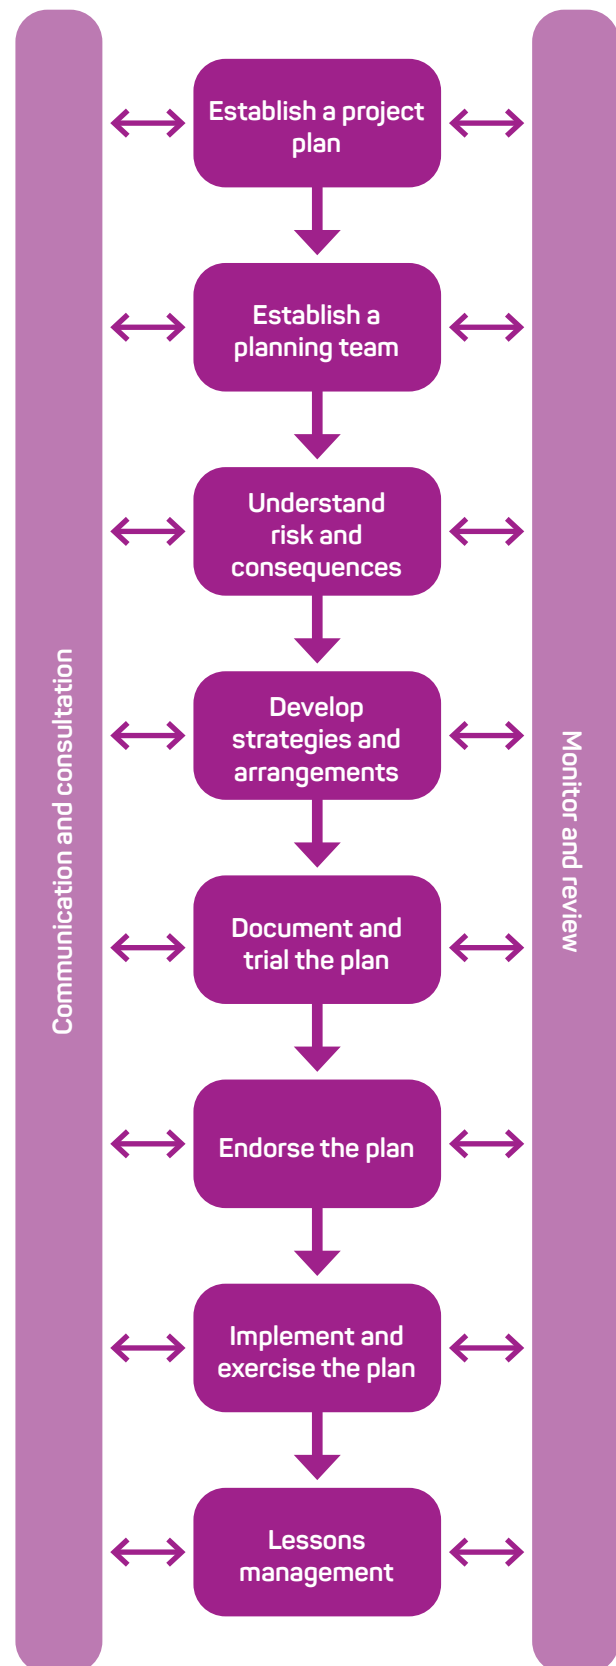 Establish a project
plan
Establish a
planning team
Understand
risk and
consequences
Develop
strategies and
arrangements
Document and
trial the plan
Endorse the plan
Implement and
exercise the plan
Lessons
management
Communication and consultation
Monitor and review